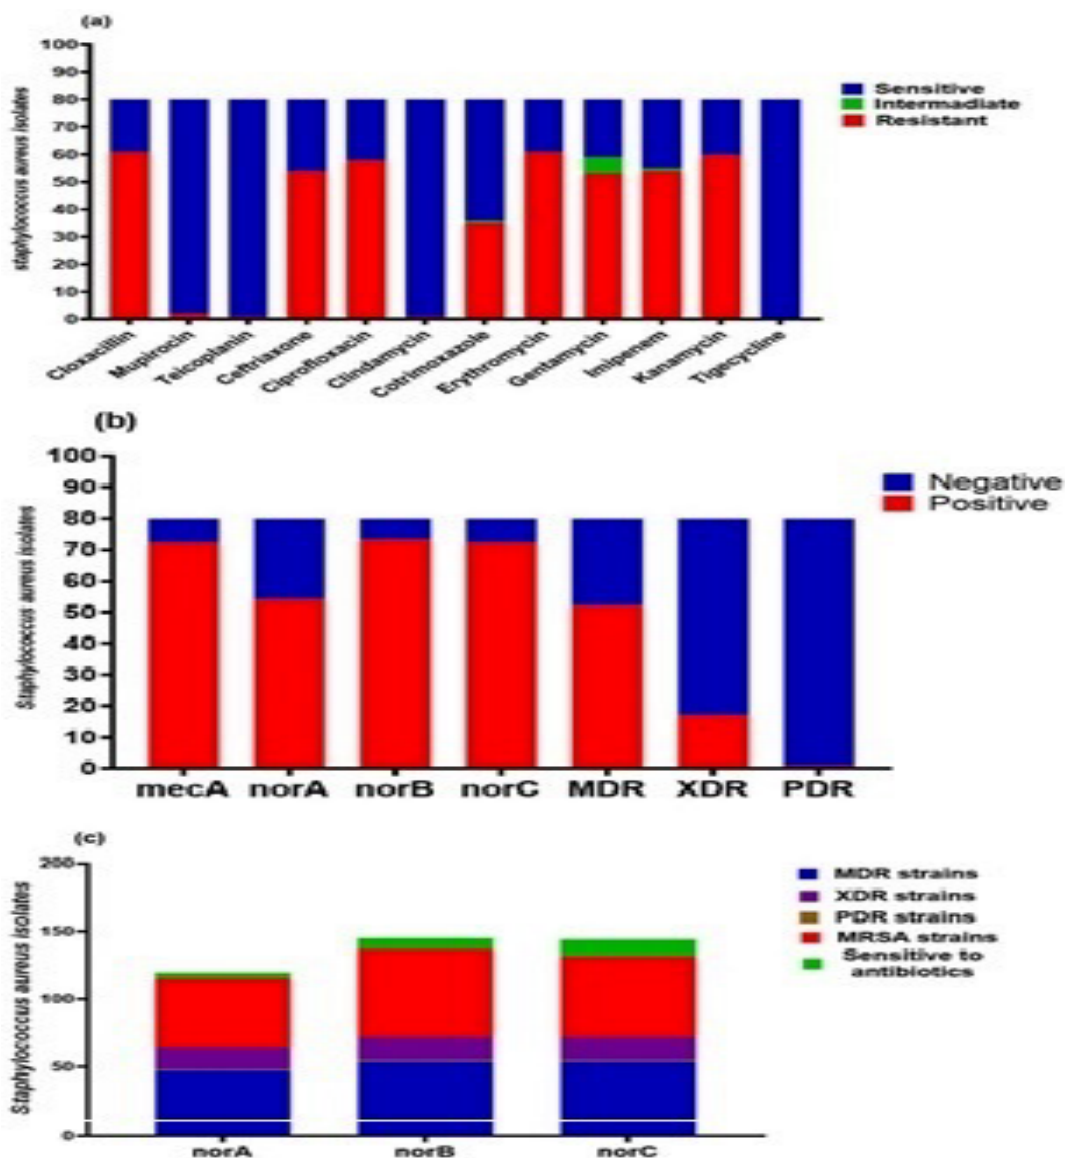 (a)
staphylococcus aureus isolates
100
90
80
70
60
50
40
30
20
10
0
Sensitive
Intermadiate
Resistant
Cloxacillin
Mupirocin
Teicoplanin
Ceftriaxone
Ciprofloxacin
Clindamycin
Cotrimoxazole
Erythromycin
Gentamycin
Imipenem
Kanamycin
Tigecycline
(b)
Staphylococcus aureus isolates
100
90
80
70
60
50
40
30
20
10
0
Negative
Positive
mecA norA norB norC MDR XDR PDR
(c)
Staphylococcus aureus isolates
200
150
100
50
0
MDR strains
XDR strains
PDR strains
MRSA strains
Sensitive to
antibiotics
norA norB norC